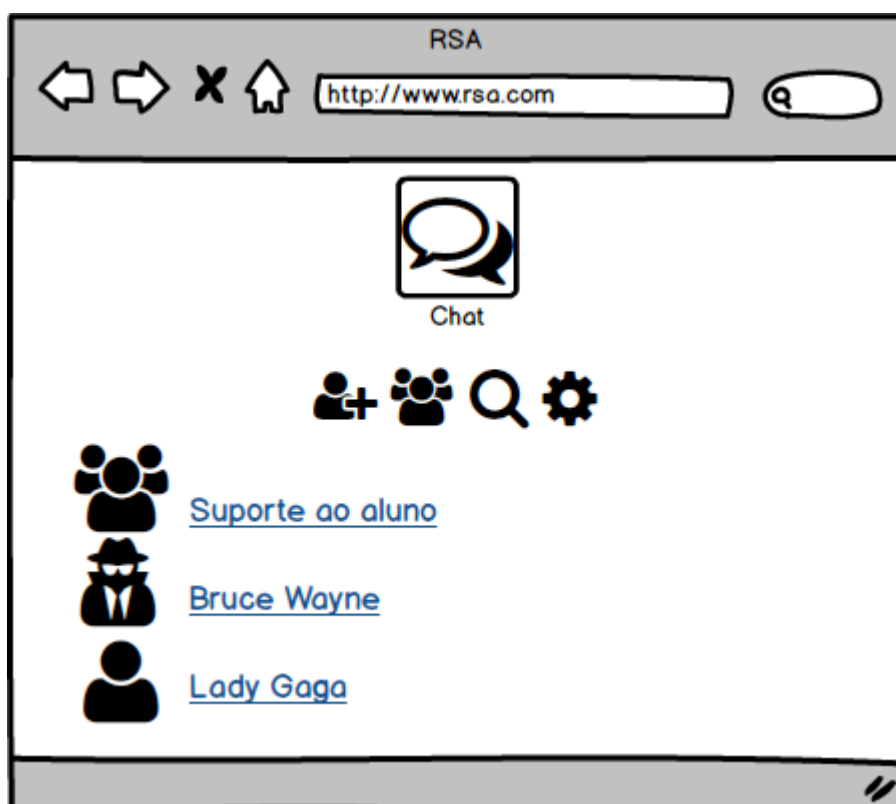 RSA
http://www.rsa.com
Chat
Suporte ao aluno
Bruce Wayne
Lady Gaga